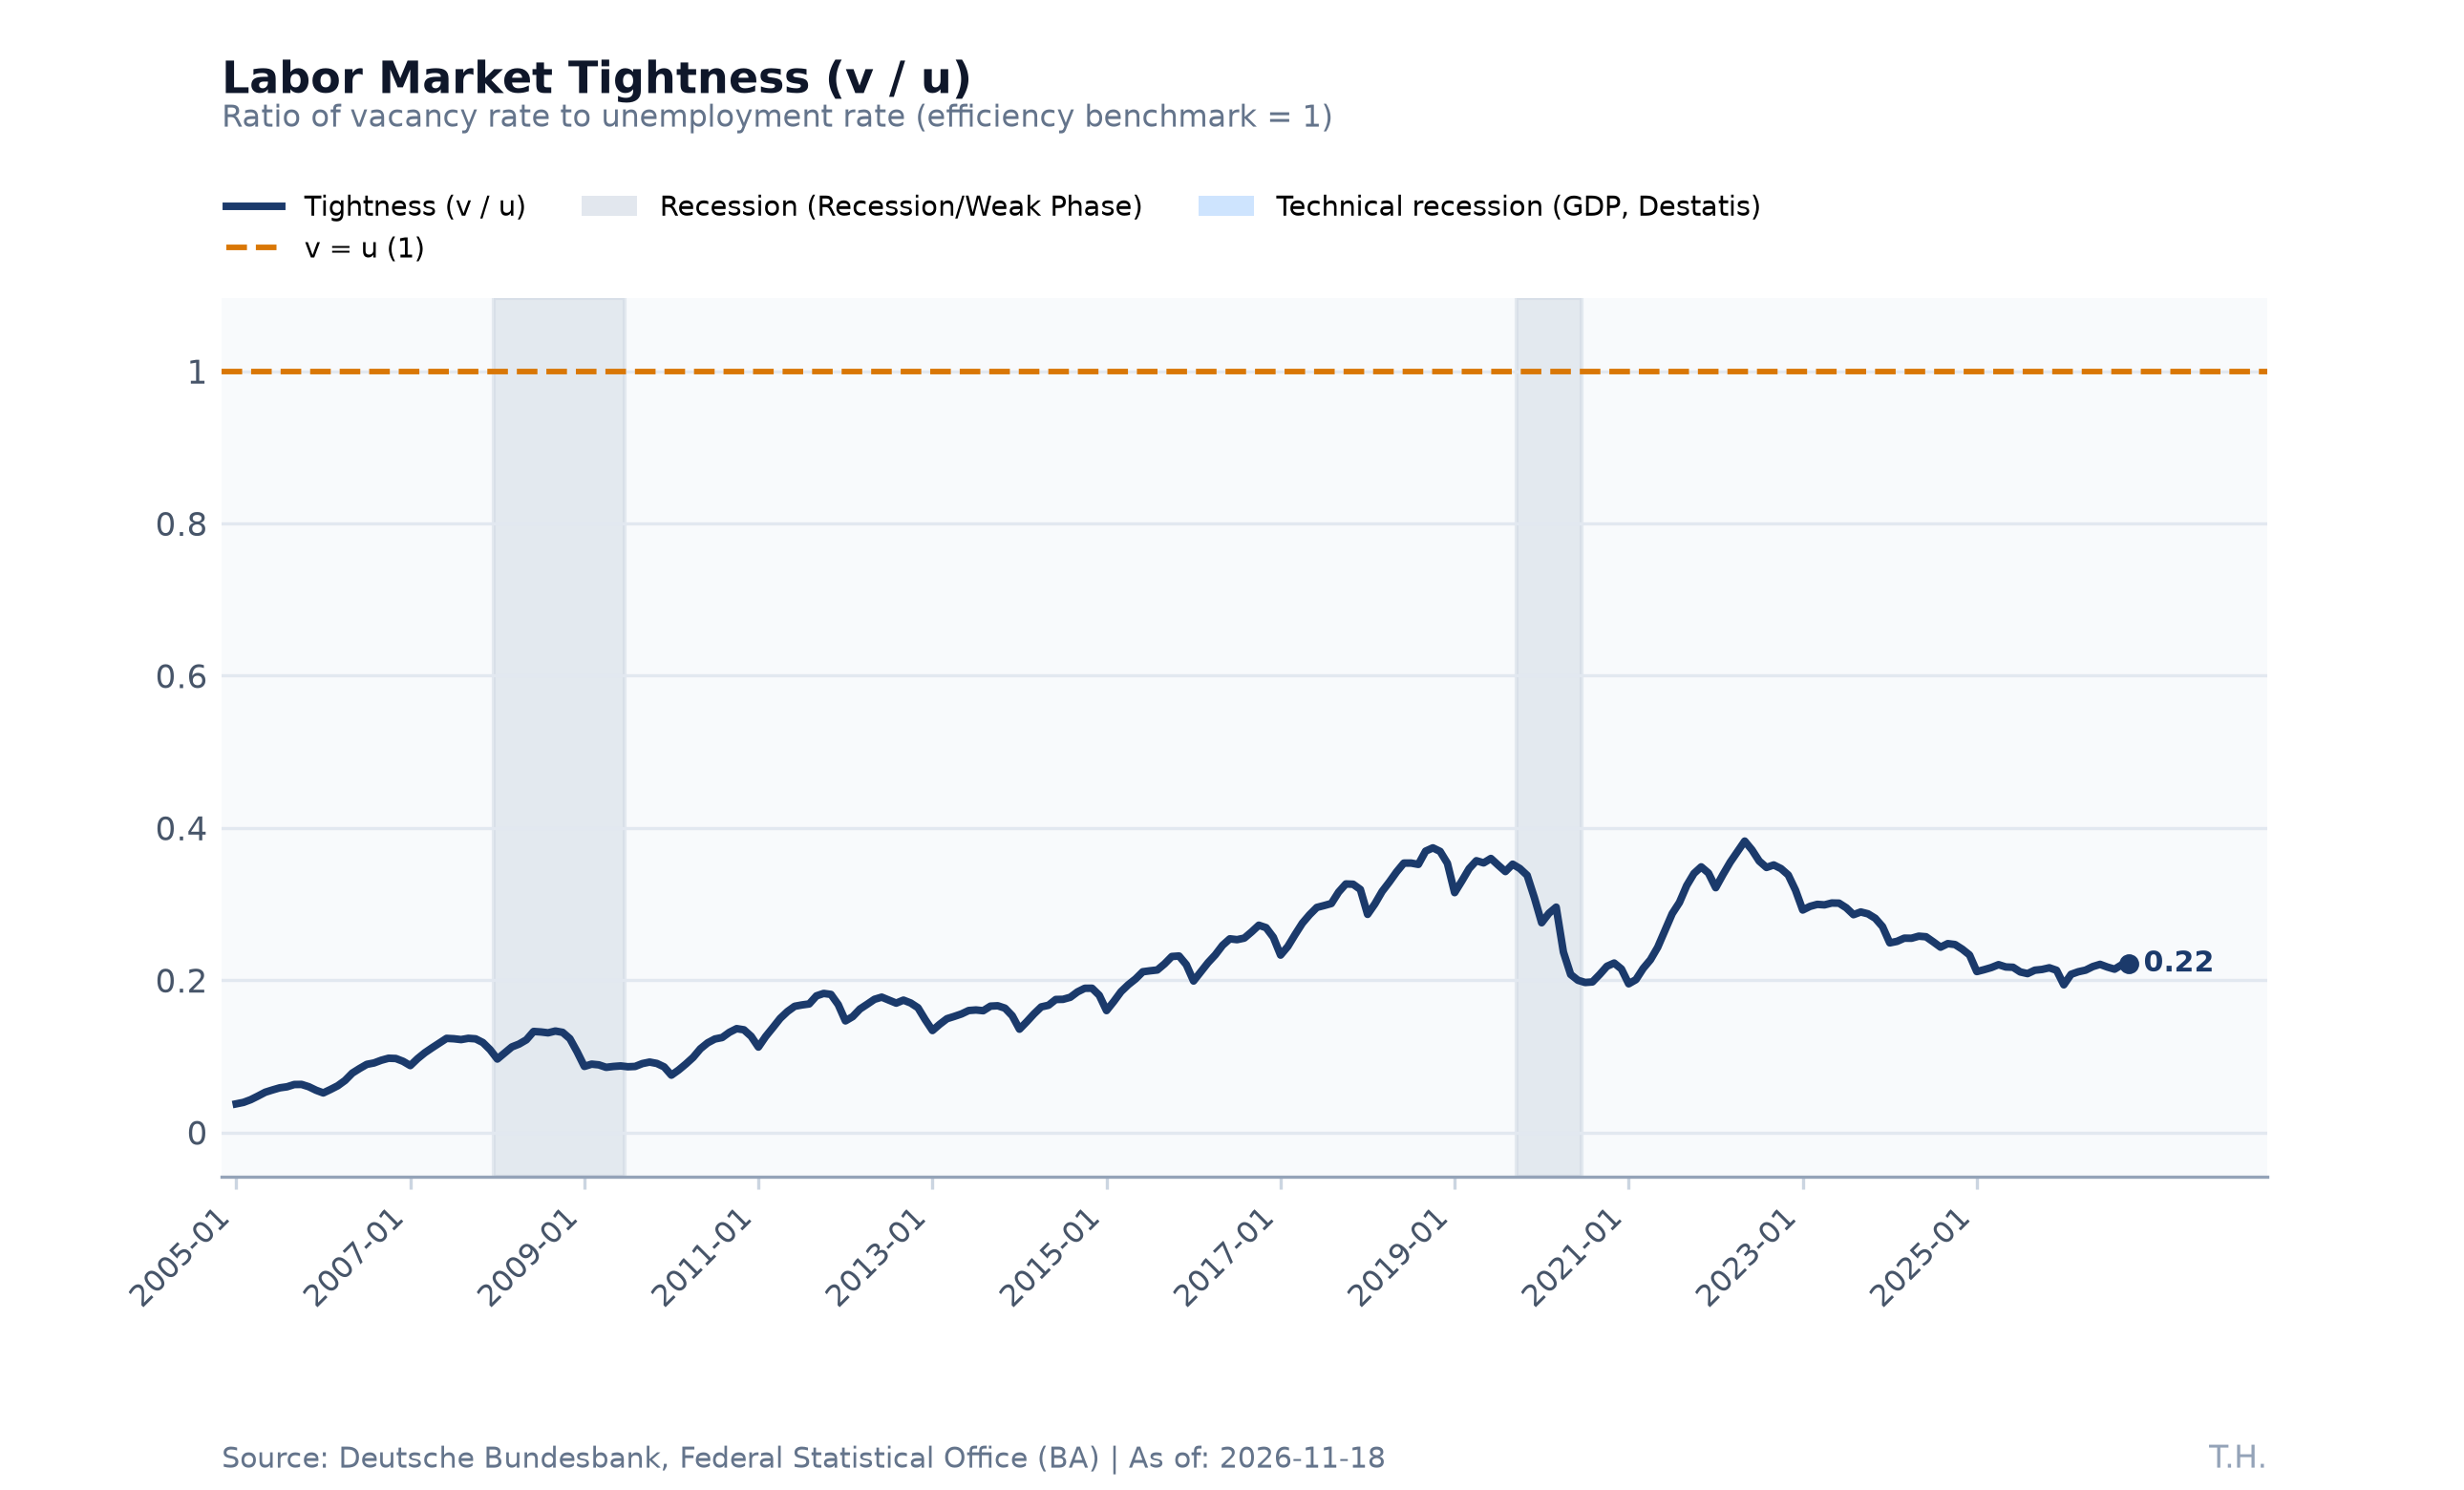 Labor Market Tightness (v / u)
Ratio of vacancy rate to unemployment rate (efficiency benchmark = 1)
Tightness (v / u)
Recession (Recession/Weak Phase)
Technical recession (GDP, Destatis)
v = u (1)
1
0.8
0.6
0.4
0.2
0
0.22
2005-01
2007-01
2009-01
2011-01
2013-01
2015-01
2017-01
2019-01
2021-01
2023-01
2025-01
Source: Deutsche Bundesbank, Federal Statistical Office (BA) | As of: 2026-11-18
T.H.